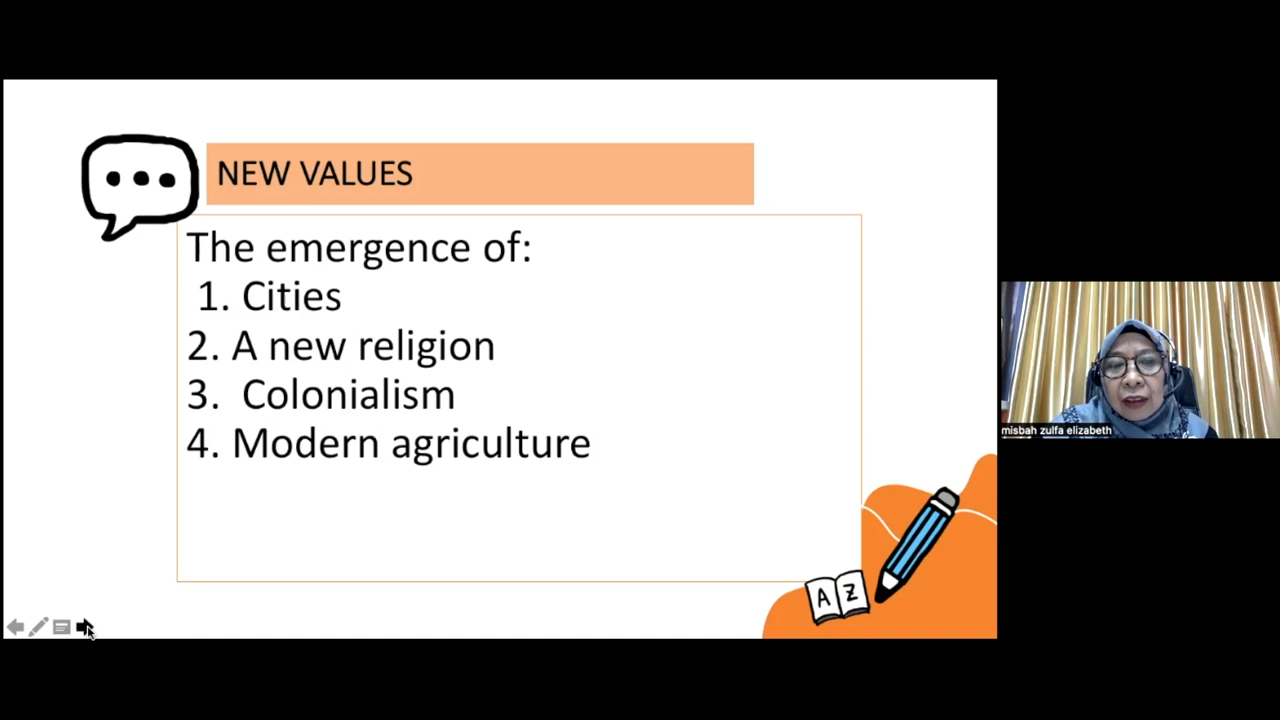 NEW VALUES
The emergence of:
1. Cities
2. A new religion
3. Colonialism
4. Modern agriculture
A Z
misbah zulfa elizabeth